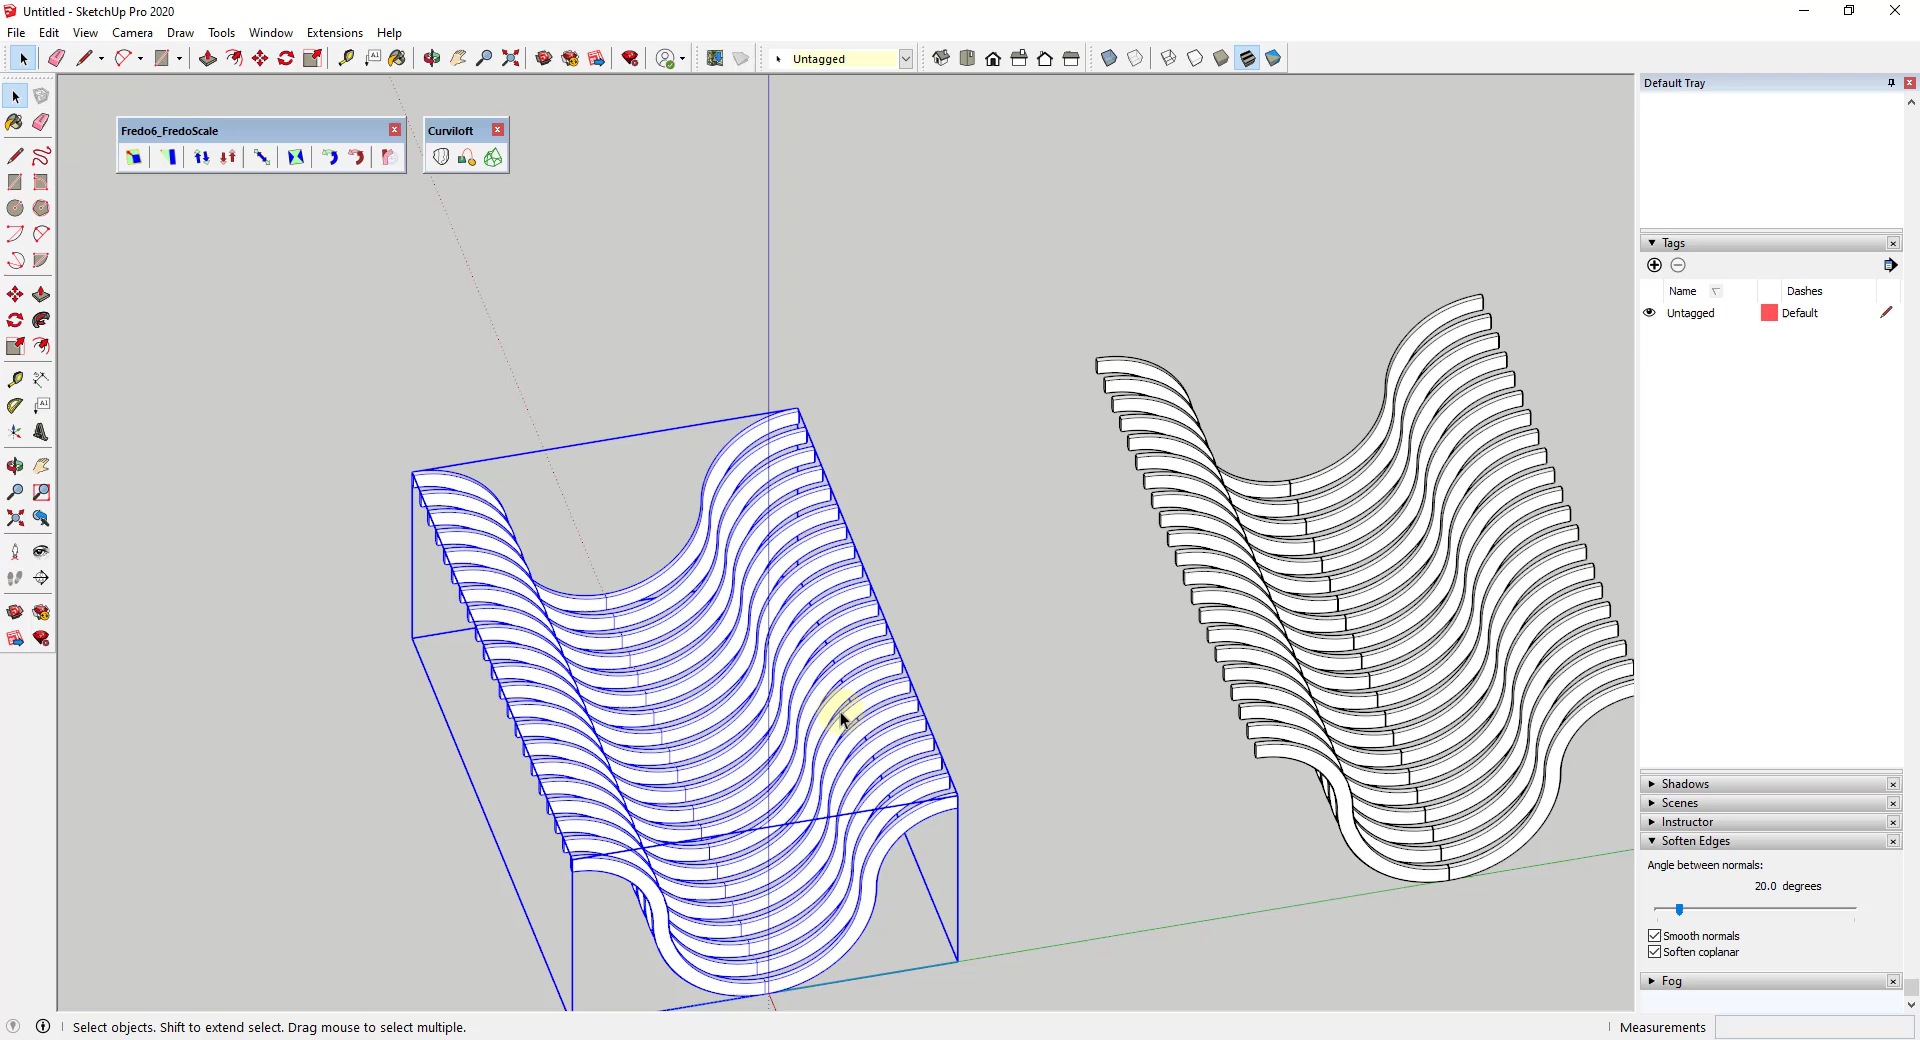 Untitled - SketchUp Pro 2020
File Edit View Camera Draw Tools Window Extensions Help
Untagged
Default Tray
Fredo6_FredoScale
Curviloft
Tags
Name Dashes
Untagged Default
Shadows
Scenes
Instructor
Soften Edges
Angle between normals:
20.0 degrees
Smooth normals
Soften coplanar
Fog
Select objects. Shift to extend select. Drag mouse to select multiple.
Measurements